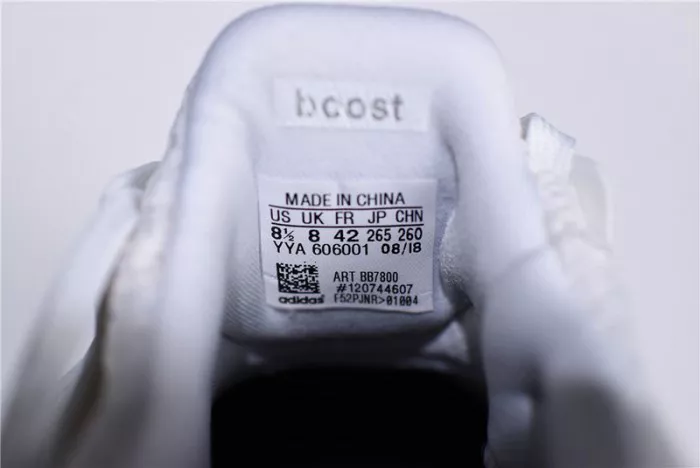 bcost
MADE IN CHINA
US UK FR JP CHN
8½ 8 42 265 260
YYA 606001 08/18
ART BB7800
#120744607
adidas F52PJNR>01004